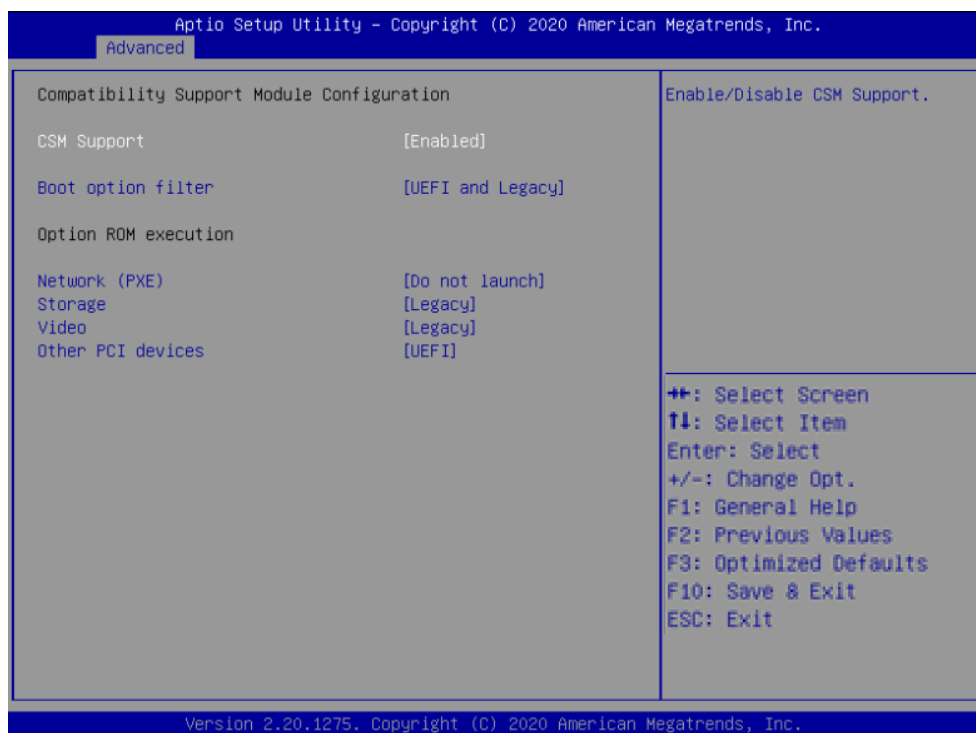 Aptio Setup Utility – Copyright (C) 2020 American Megatrends, Inc.
Advanced
Compatibility Support Module Configuration
CSM Support [Enabled]
Boot option filter [UEFI and Legacy]
Option ROM execution
Network (PXE) [Do not launch]
Storage [Legacy]
Video [Legacy]
Other PCI devices [UEFI]
Enable/Disable CSM Support.
→←: Select Screen
↑↓: Select Item
Enter: Select
+/-: Change Opt.
F1: General Help
F2: Previous Values
F3: Optimized Defaults
F10: Save & Exit
ESC: Exit
Version 2.20.1275. Copyright (C) 2020 American Megatrends, Inc.